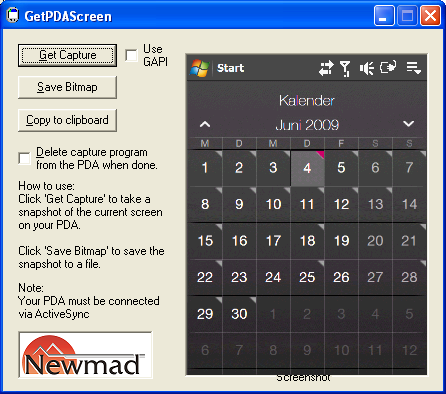 GetPDAScreen
Get Capture
Use
GAPI
Save Bitmap
Copy to clipboard
Delete capture program
from the PDA when done.
How to use:
Click 'Get Capture' to take a
snapshot of the current screen
on your PDA.
Click 'Save Bitmap' to save the
snapshot to a file.
Note:
Your PDA must be connected
via ActiveSync
Newmad
Start
Kalender
Juni 2009
M D M D F S S
1 2 3 4 5 6 7
8 9 10 11 12 13 14
15 16 17 18 19 20 21
22 23 24 25 26 27 28
29 30 1 2 3 4 5
6 7 8 9 10 11 12
Screenshot